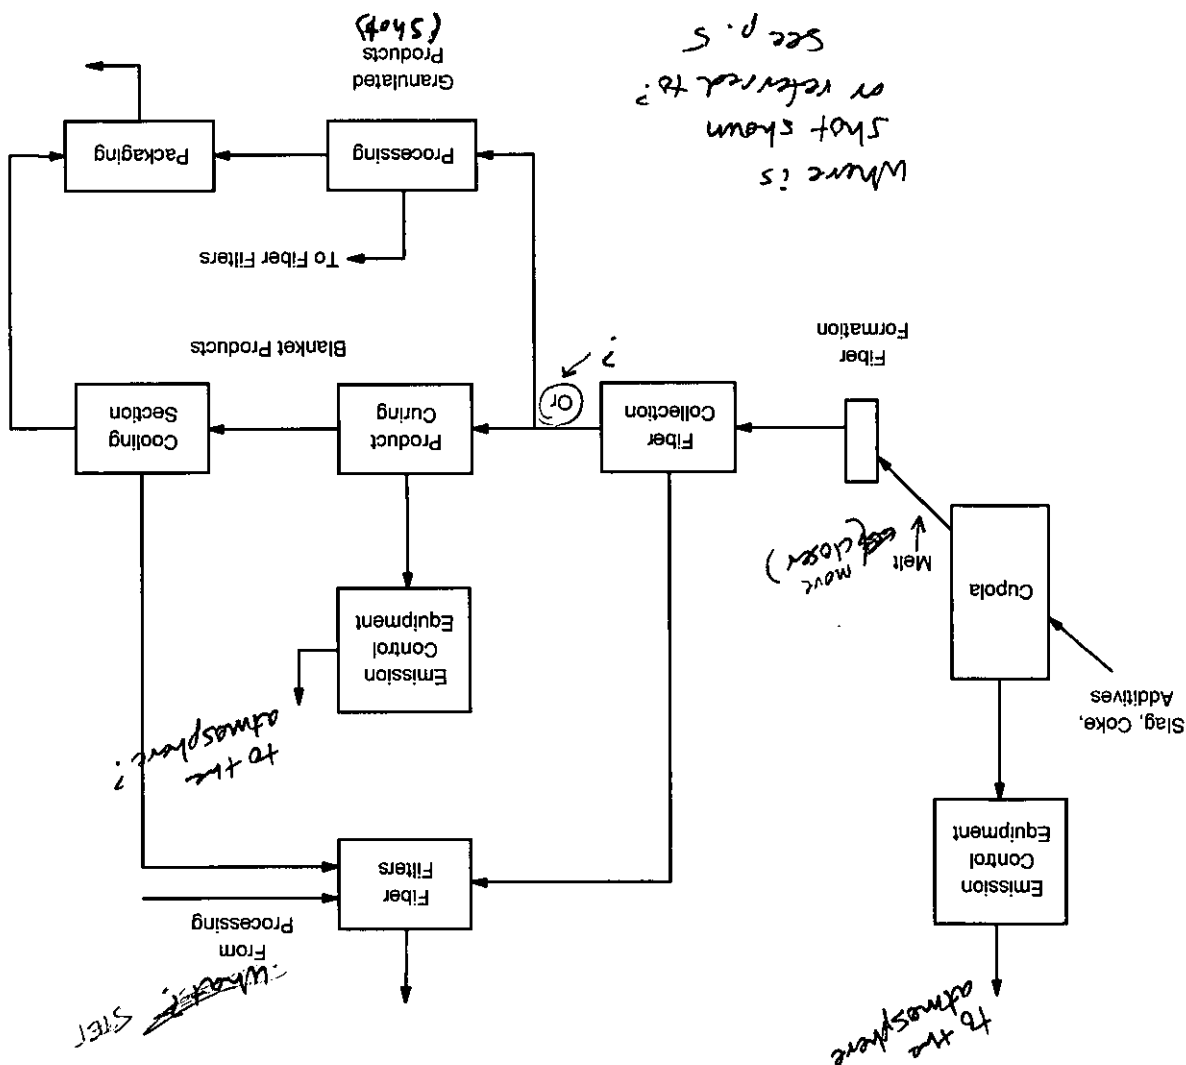 to the
atmosphere
Emission
Control
Equipment
Slag, Coke,
Additives
Cupola
Melt
move
closer)
Fiber
Formation
what?
STET
From
Processing
Fiber
Filters
to the
atmosphere?
Emission
Control
Equipment
Fiber
Collection
Or
?
Product
Curing
Cooling
Section
Blanket Products
To Fiber Filters
Processing
Packaging
Granulated
Products
(Shot)
Where is
shot shown
or referred to?
See p. 5